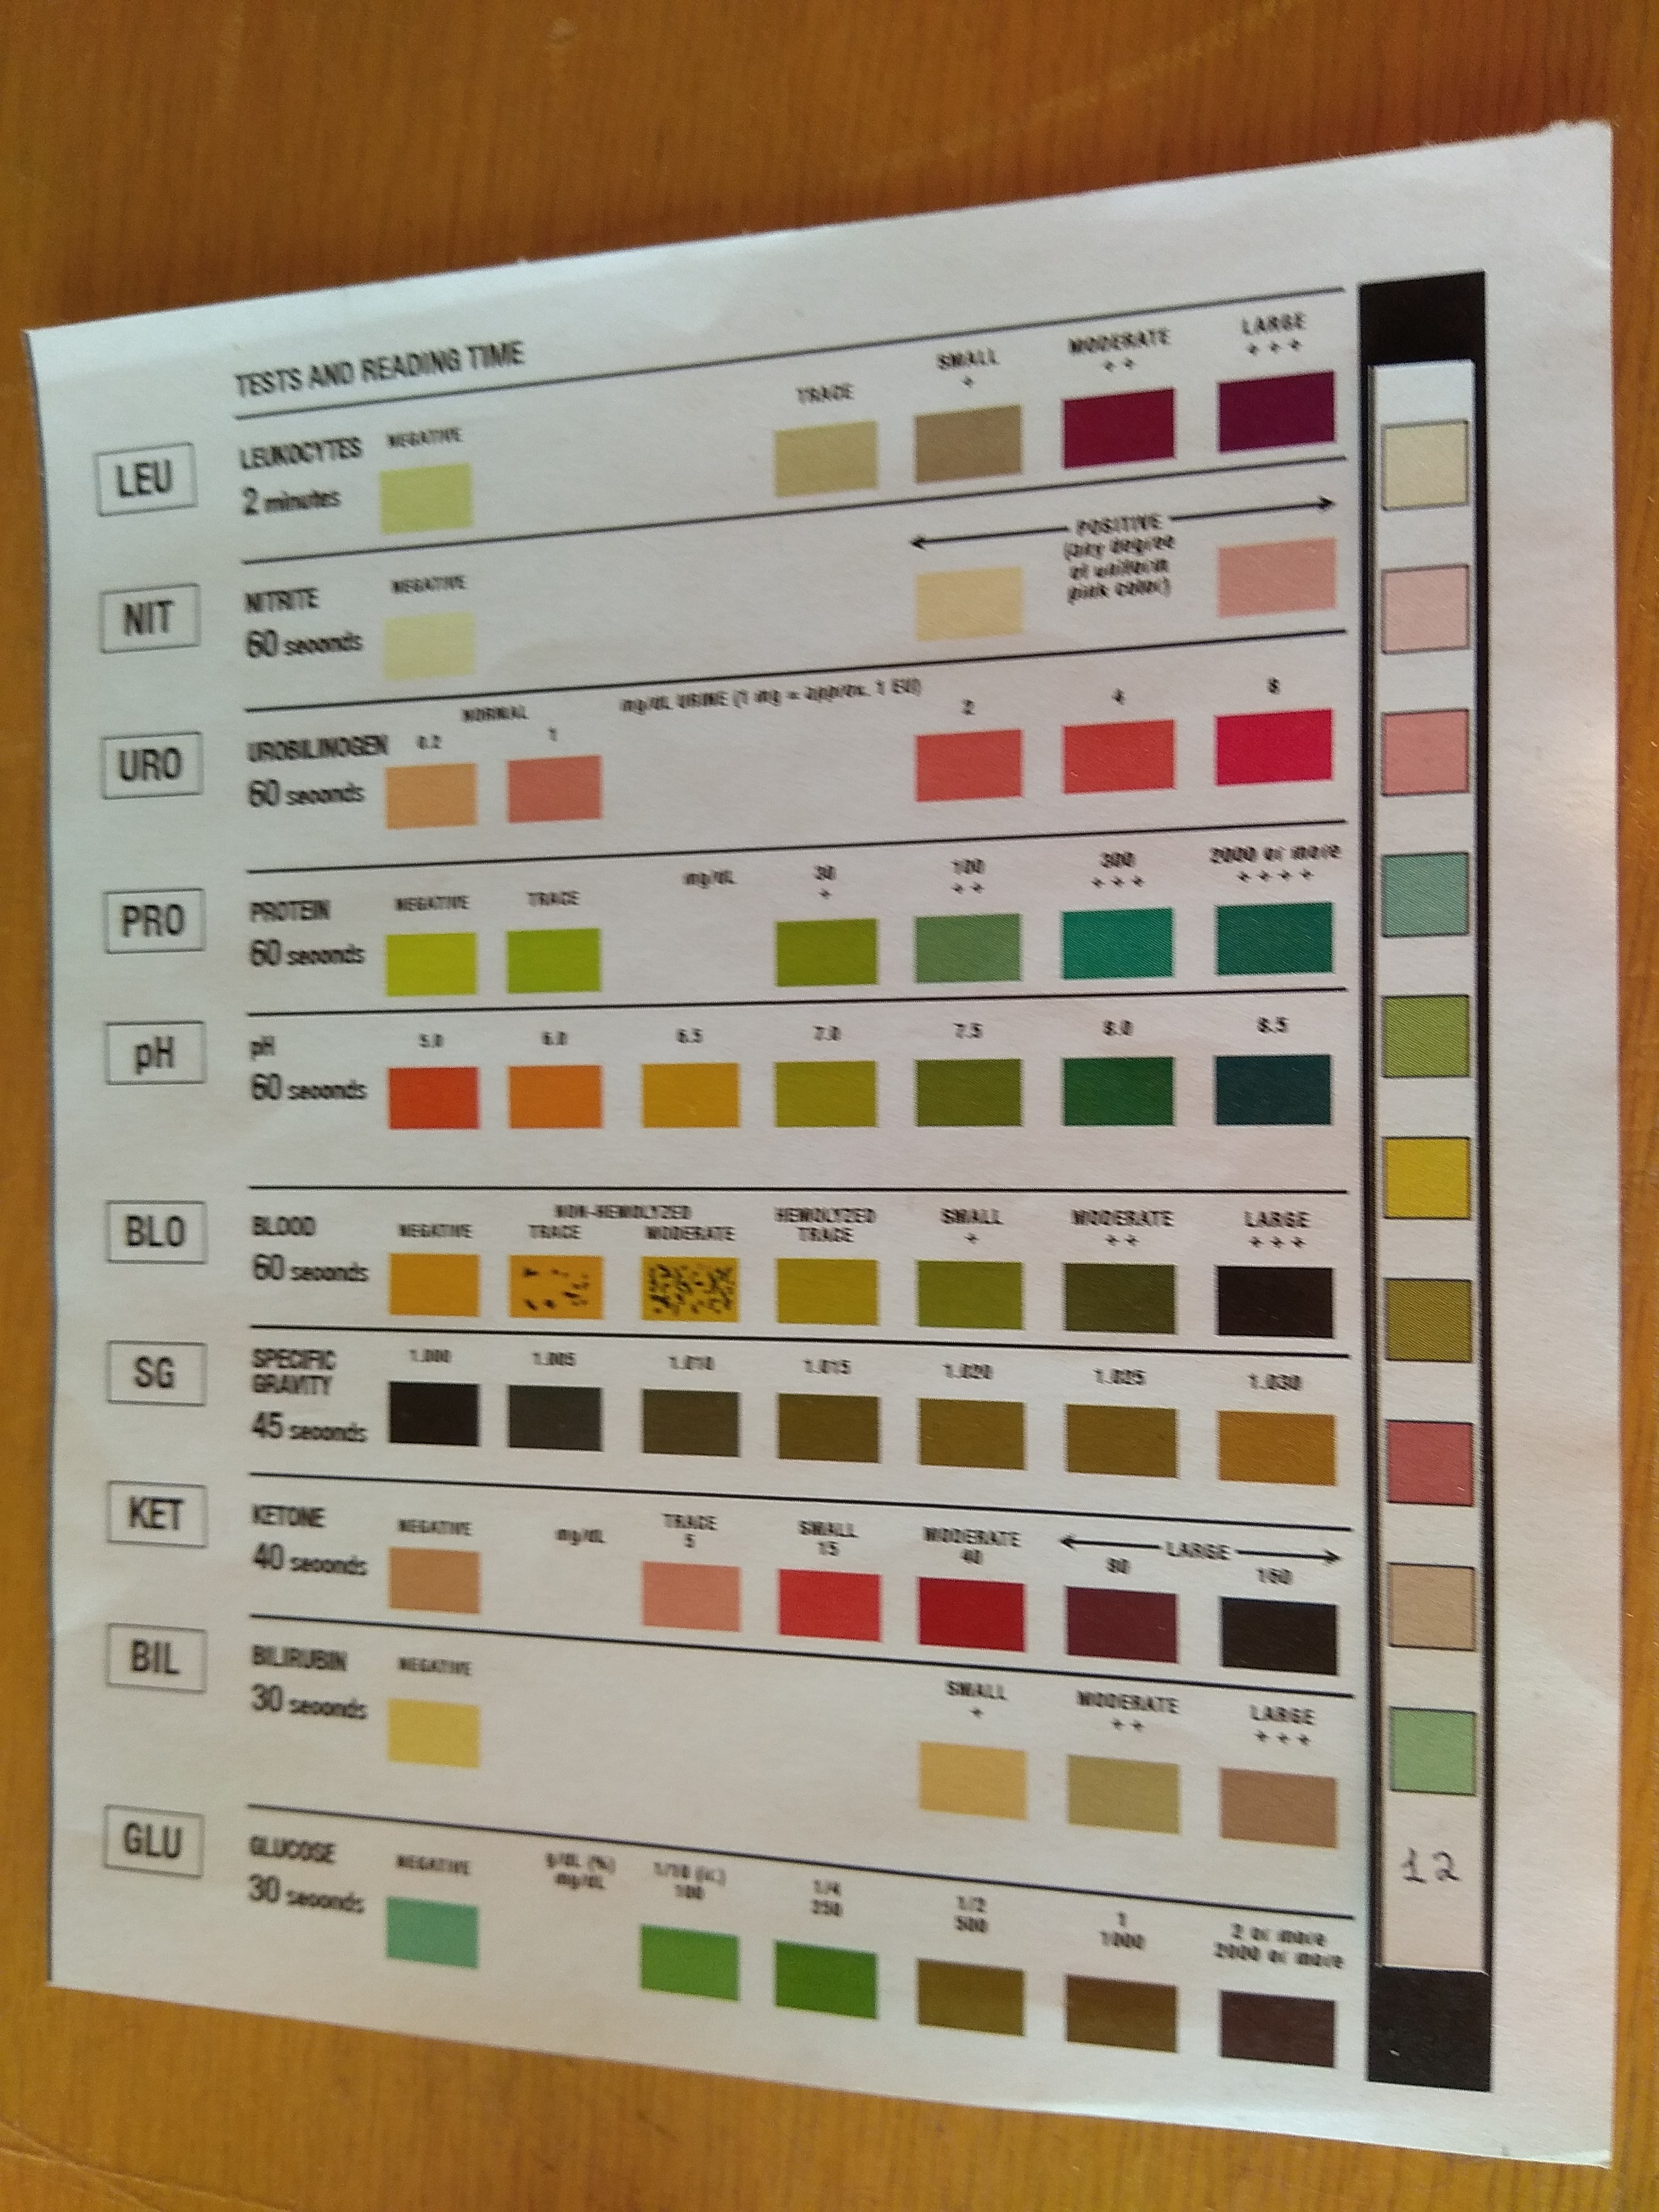 TESTS AND READING TIME
LEU
LEUKOCYTES
2 minutes
NEGATIVE
TRACE
SMALL
+
MODERATE
++
LARGE
+++
NIT
NITRITE
60 seconds
NEGATIVE
POSITIVE
(any degree
of uniform
pink color)
URO
UROBILINOGEN
60 seconds
NORMAL
0.2
1
mg/dL URINE (1 mg = approx. 1 EU)
2
4
8
PRO
PROTEIN
60 seconds
NEGATIVE
TRACE
mg/dL
30
+
100
++
300
+++
2000 or more
++++
pH
pH
60 seconds
5.0
6.0
6.5
7.0
7.5
8.0
8.5
BLO
BLOOD
60 seconds
NEGATIVE
NON-HEMOLYZED
TRACE
MODERATE
HEMOLYZED
TRACE
SMALL
+
MODERATE
++
LARGE
+++
SG
SPECIFIC
GRAVITY
45 seconds
1.000
1.005
1.010
1.015
1.020
1.025
1.030
KET
KETONE
40 seconds
NEGATIVE
mg/dL
TRACE
5
SMALL
15
MODERATE
40
LARGE
80
160
BIL
BILIRUBIN
30 seconds
NEGATIVE
SMALL
+
MODERATE
++
LARGE
+++
GLU
GLUCOSE
30 seconds
NEGATIVE
g/dL (%)
mg/dL
1/10 (tr.)
100
1/4
250
1/2
500
1
1000
2 or more
2000 or more
12